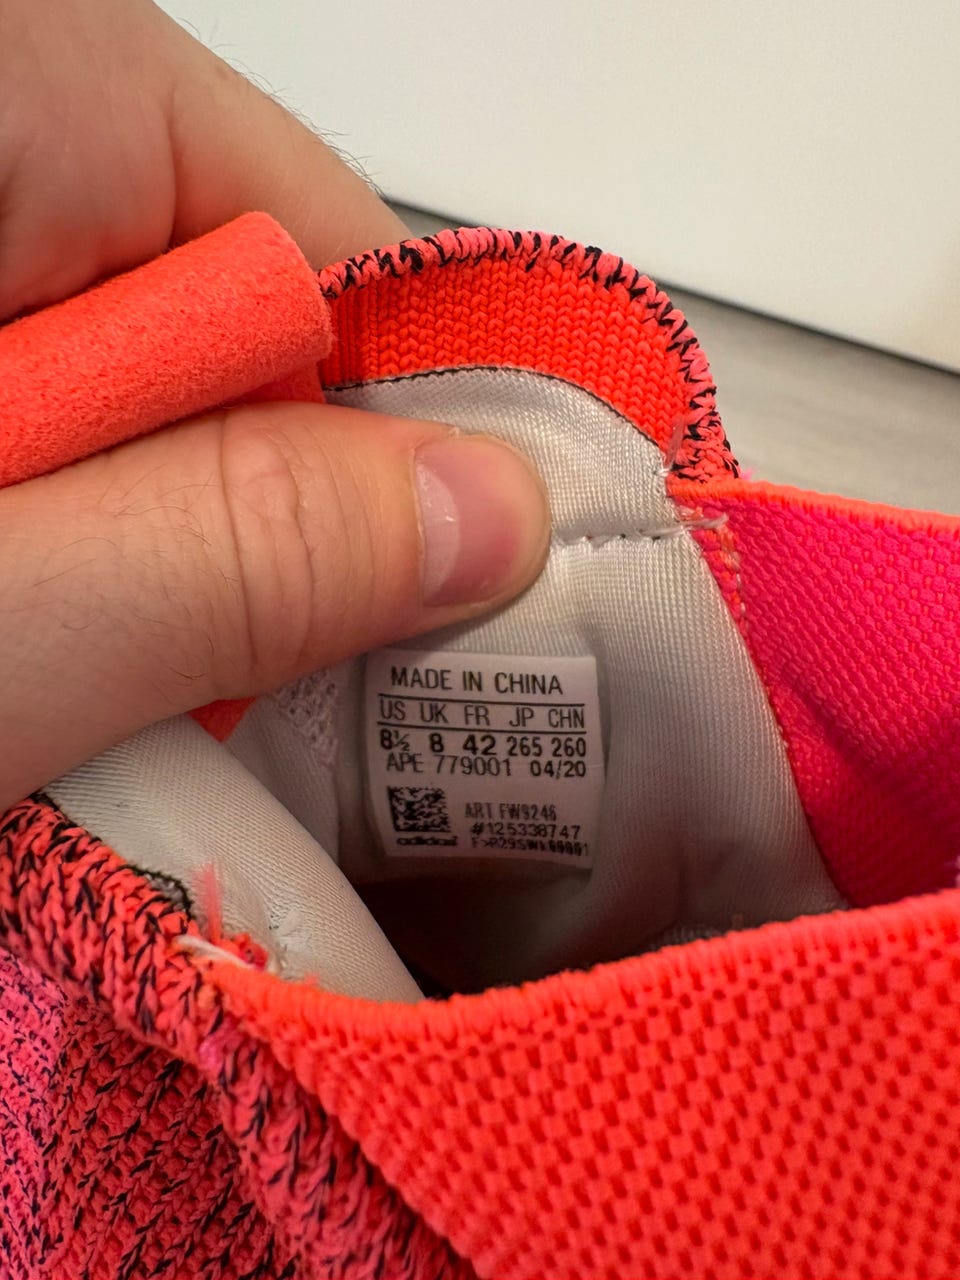 MADE IN CHINA
US UK FR JP CHN
8½ 8 42 265 260
APE 779001 04/20
ART FW9246
#125338747
adidas